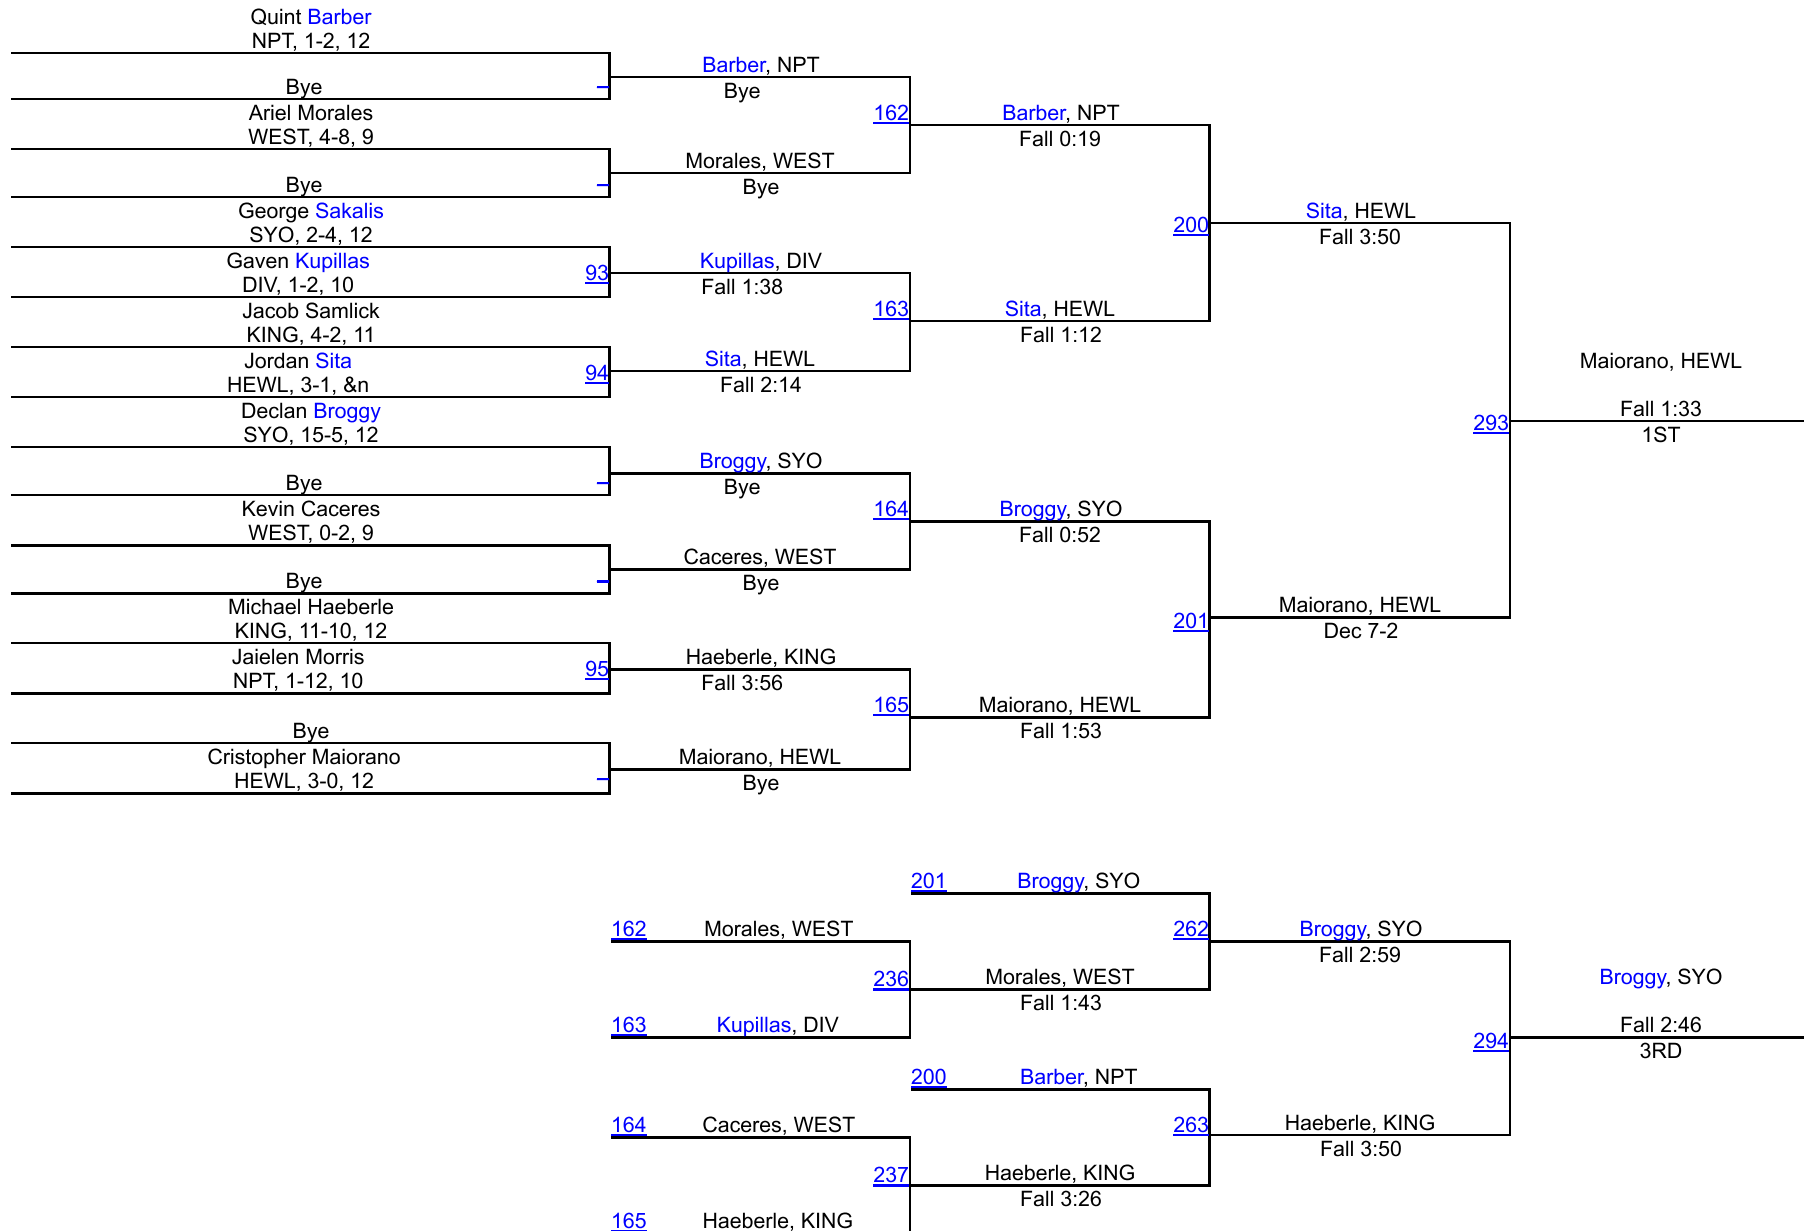 Quint Barber
NPT, 1-2, 12
Bye
Ariel Morales
WEST, 4-8, 9
Bye
George Sakalis
SYO, 2-4, 12
Gaven Kupillas
DIV, 1-2, 10
93
Jacob Samlick
KING, 4-2, 11
Jordan Sita
HEWL, 3-1, &n
94
Declan Broggy
SYO, 15-5, 12
Bye
Kevin Caceres
WEST, 0-2, 9
Bye
Michael Haeberle
KING, 11-10, 12
Jaielen Morris
NPT, 1-12, 10
95
Bye
Cristopher Maiorano
HEWL, 3-0, 12
Barber, NPT
Bye
162
Morales, WEST
Bye
Kupillas, DIV
Fall 1:38
163
Sita, HEWL
Fall 2:14
Broggy, SYO
Bye
164
Caceres, WEST
Bye
Haeberle, KING
Fall 3:56
165
Maiorano, HEWL
Bye
Barber, NPT
Fall 0:19
200
Sita, HEWL
Fall 1:12
Broggy, SYO
Fall 0:52
201
Maiorano, HEWL
Fall 1:53
Sita, HEWL
Fall 3:50
293
Maiorano, HEWL
Dec 7-2
Maiorano, HEWL
Fall 1:33
1ST
201 Broggy, SYO
162 Morales, WEST
262
236
Morales, WEST
Fall 1:43
163 Kupillas, DIV
200 Barber, NPT
164 Caceres, WEST
263
237
Haeberle, KING
Fall 3:26
165 Haeberle, KING
Broggy, SYO
Fall 2:59
294
Haeberle, KING
Fall 3:50
Broggy, SYO
Fall 2:46
3RD